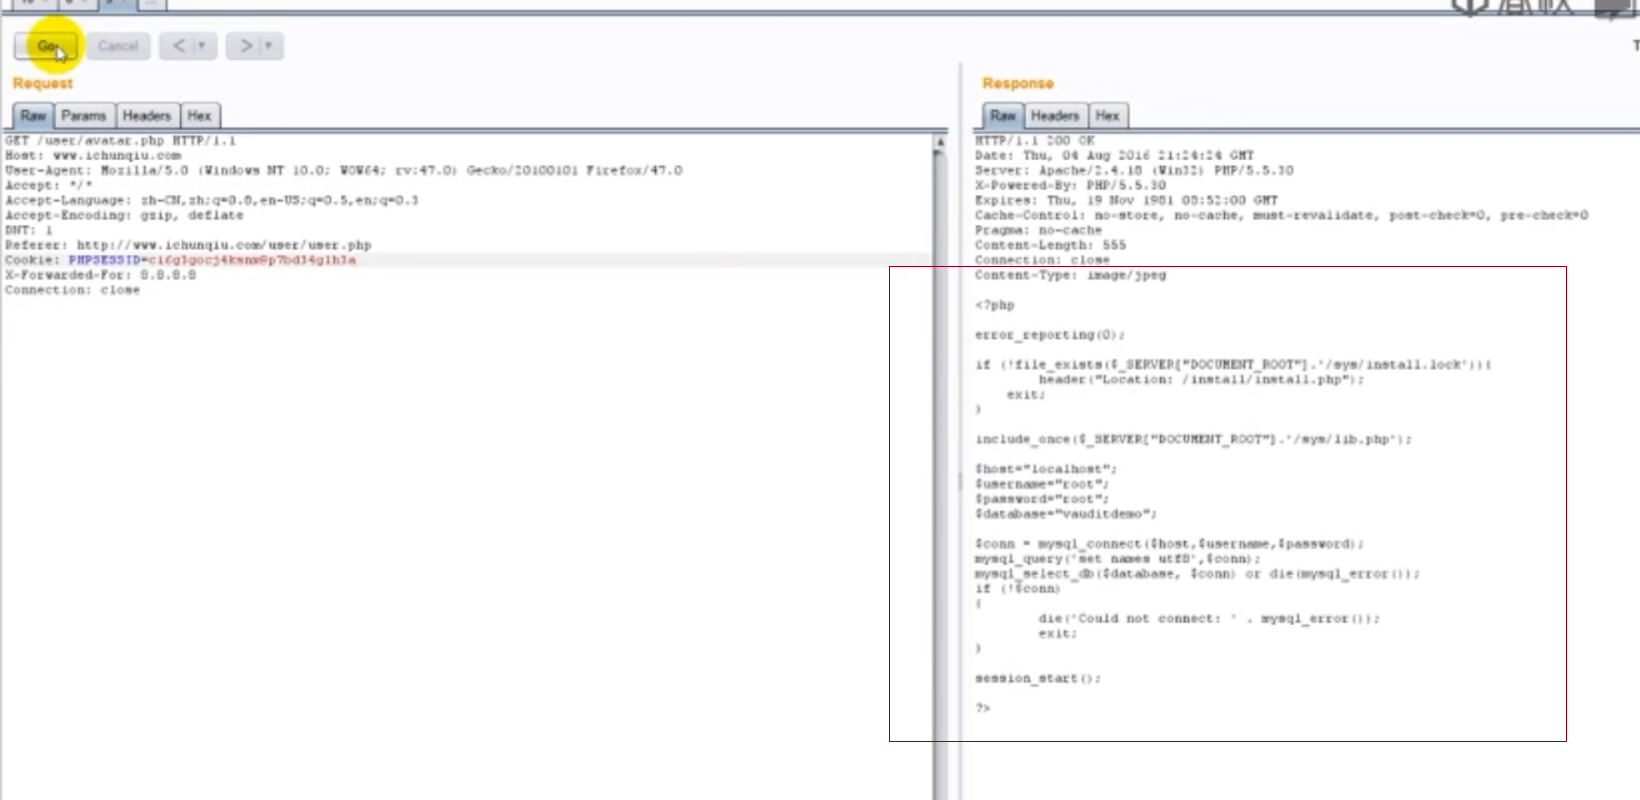 Go
Cancel
<
>
Request
Raw
Params
Headers
Hex
GET /user/avatar.php HTTP/1.1
Host: www.ichunqiu.com
User-Agent: Mozilla/5.0 (Windows NT 10.0; WOW64; rv:47.0) Gecko/20100101 Firefox/47.0
Accept: */*
Accept-Language: zh-CN,zh;q=0.8,en-US;q=0.5,en;q=0.3
Accept-Encoding: gzip, deflate
DNT: 1
Referer: http://www.ichunqiu.com/user/user.php
Cookie: PHPSESSID=
X-Forwarded-For: 8.8.8.8
Connection: close
Response
Raw
Headers
Hex
HTTP/1.1 200 OK
Date: Thu, 04 Aug 2016 21:24:24 GMT
Server: Apache/2.4.18 (Win32) PHP/5.5.30
X-Powered-By: PHP/5.5.30
Expires: Thu, 19 Nov 1981 08:52:00 GMT
Cache-Control: no-store, no-cache, must-revalidate, post-check=0, pre-check=0
Pragma: no-cache
Content-Length: 555
Connection: close
Content-Type: image/jpeg
<?php
error_reporting(0);
if (!file_exists($_SERVER["DOCUMENT_ROOT"].'/sys/install.lock')){
header("Location: /install/install.php");
exit;
}
include_once($_SERVER["DOCUMENT_ROOT"].'/sys/lib.php');
$host="localhost";
$username="root";
$password="root";
$database="vauditdemo";
$conn = mysql_connect($host,$username,$password);
mysql_query('set names utf8',$conn);
mysql_select_db($database, $conn) or die(mysql_error());
if (!$conn)
{
die('Could not connect: ' . mysql_error());
exit;
}
session_start();
?>